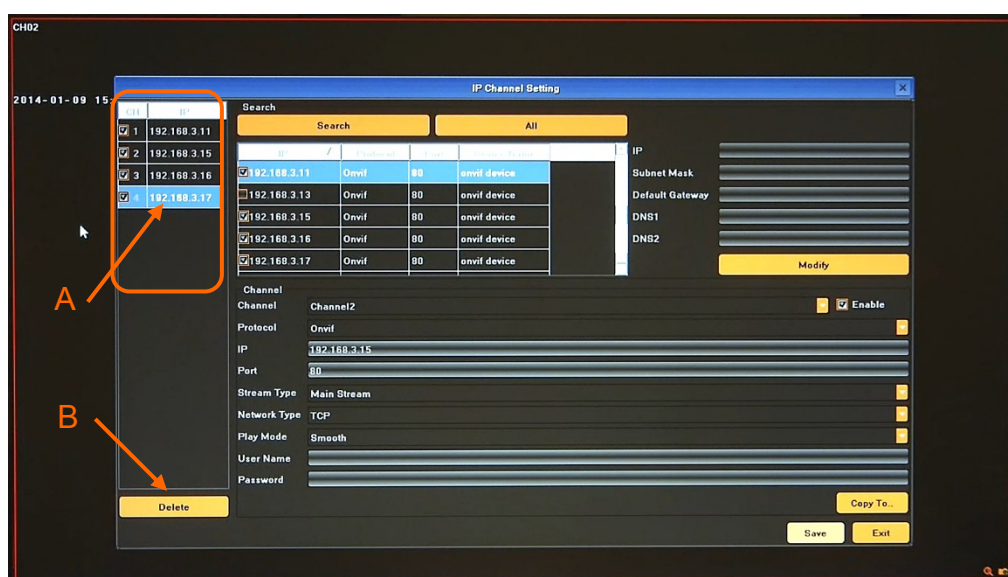 CH02
IP Channel Setting
2014-01-09 15:
CH IP
Search
Search All
1 192.168.3.11
2 192.168.3.15
3 192.168.3.16
4 192.168.3.17
IP / Protocol Port Device Name
192.168.3.11 Onvif 80 onvif device
192.168.3.13 Onvif 80 onvif device
192.168.3.15 Onvif 80 onvif device
192.168.3.16 Onvif 80 onvif device
192.168.3.17 Onvif 80 onvif device
IP
Subnet Mask
Default Gateway
DNS1
DNS2
Modify
A
Channel
Channel Channel2 Enable
Protocol Onvif
IP 192.168.3.15
Port 80
Stream Type Main Stream
Network Type TCP
B
Play Mode Smooth
User Name
Password
Delete
Copy To..
Save Exit